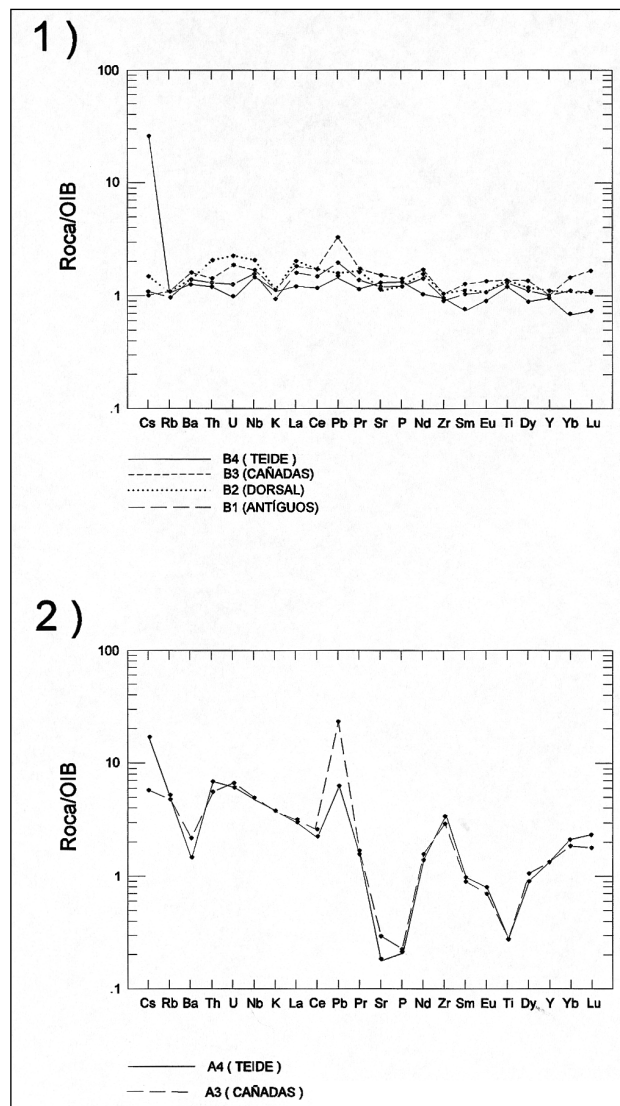 1 )
100
10
1
.1
Roca/OIB
Cs Rb Ba Th U Nb K La Ce Pb Pr Sr P Nd Zr Sm Eu Ti Dy Y Yb Lu
B4 ( TEIDE )
B3 (CAÑADAS)
B2 (DORSAL)
B1 (ANTÍGUOS)
2 )
100
10
1
.1
Roca/OIB
Cs Rb Ba Th U Nb K La Ce Pb Pr Sr P Nd Zr Sm Eu Ti Dy Y Yb Lu
A4 ( TEIDE )
A3 ( CAÑADAS )